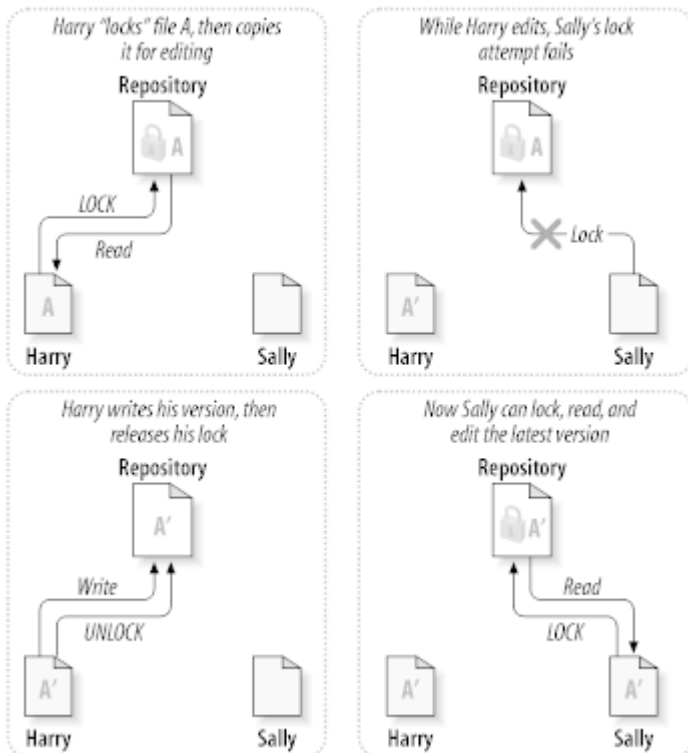 Harry “locks” file A, then copies
it for editing
Repository
A
LOCK
Read
A
Harry
Sally
While Harry edits, Sally’s lock
attempt fails
Repository
A
Lock
A’
Harry
Sally
Harry writes his version, then
releases his lock
Repository
A’
Write
UNLOCK
A’
Harry
Sally
Now Sally can lock, read, and
edit the latest version
Repository
A’
Read
LOCK
A’
A’
Harry
Sally